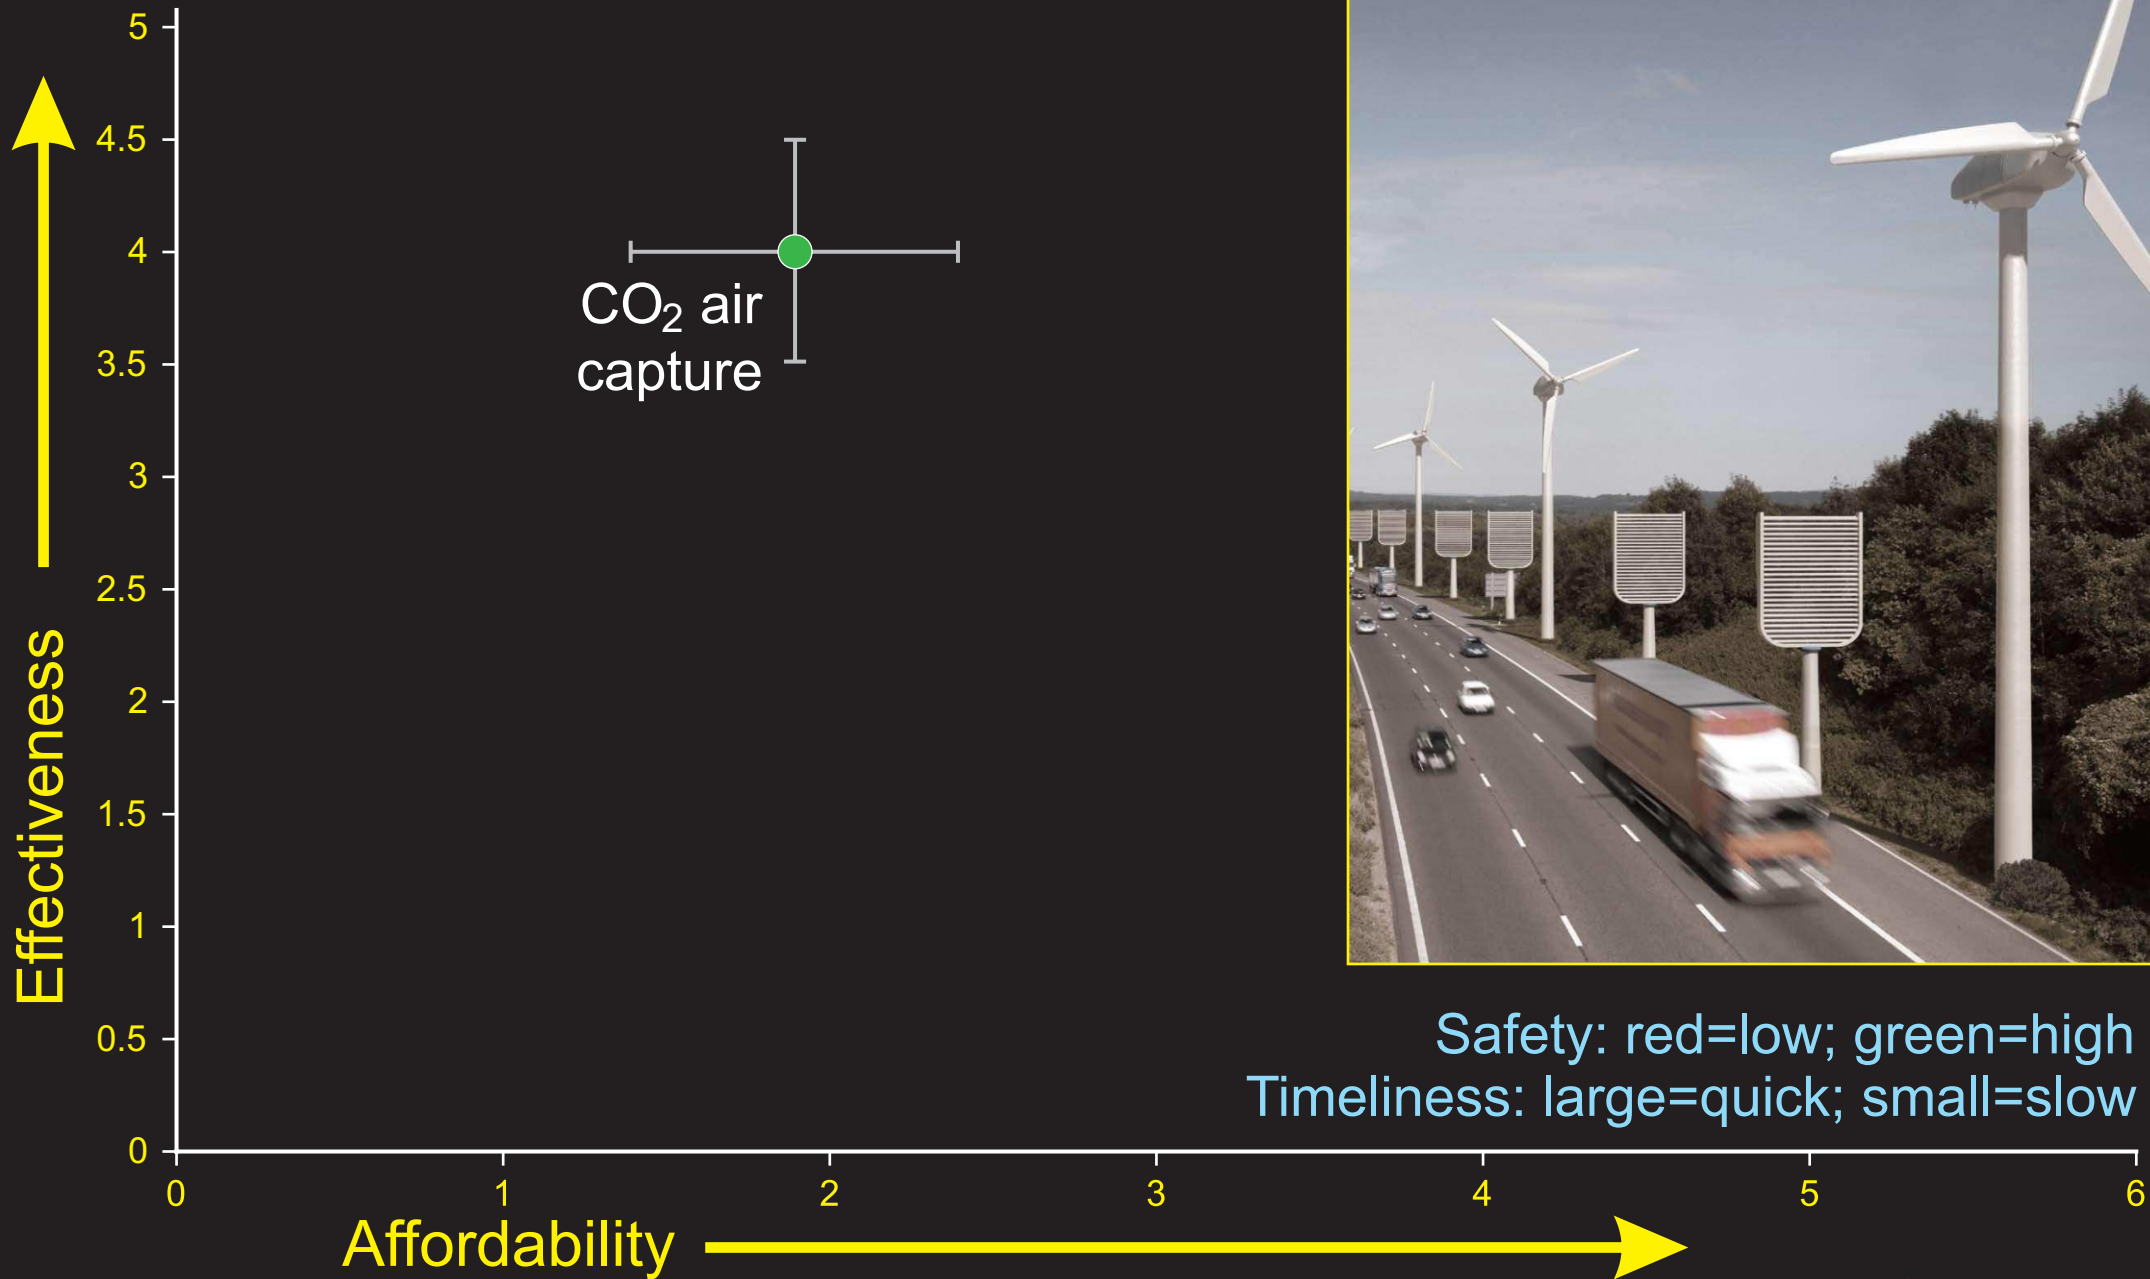 5
4.5
4
3.5
3
2.5
2
1.5
1
0.5
0
Effectiveness
CO₂ air
capture
Safety: red=low; green=high
Timeliness: large=quick; small=slow
0 1 2 3 4 5 6
Affordability